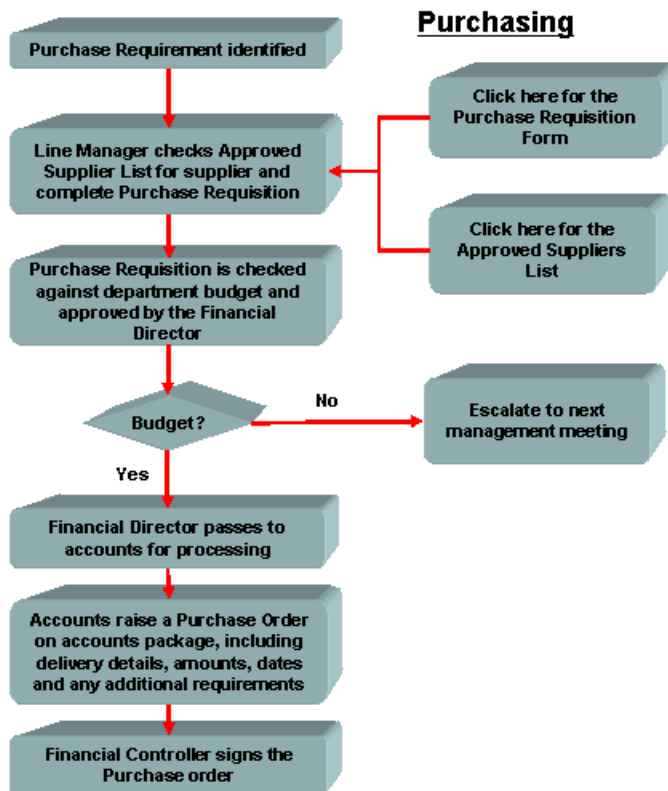 Purchasing
Purchase Requirement identified
Click here for the
Purchase Requisition
Form
Line Manager checks Approved
Supplier List for supplier and
complete Purchase Requisition
Click here for the
Approved Suppliers
List
Purchase Requisition is checked
against department budget and
approved by the Financial
Director
Budget?
No
Escalate to next
management meeting
Yes
Financial Director passes to
accounts for processing
Accounts raise a Purchase Order
on accounts package, including
delivery details, amounts, dates
and any additional requirements
Financial Controller signs the
Purchase order